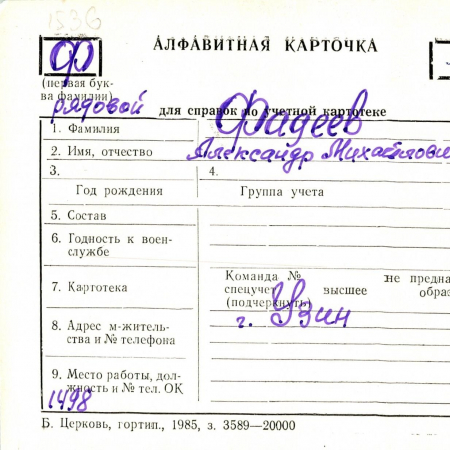 1536
Ф
АЛФАВИТНАЯ КАРТОЧКА
(первая бук-
ва фамилии)
рядовой
для справок по учетной картотеке
1. Фамилия Фадеев
2. Имя, отчество Александр Михайлови
3.
Год рождения
4.
Группа учета
5. Состав
6. Годность к воен-
службе
7. Картотека
Команда № не предна
спецучет высшее образ
(подчеркнуть)
8. Адрес м-житель-
ства и № телефона
г. Узин
9. Место работы, дол-
жность и № тел. ОК
1498
Б. Церковь, гортип., 1985, з. 3589—20000